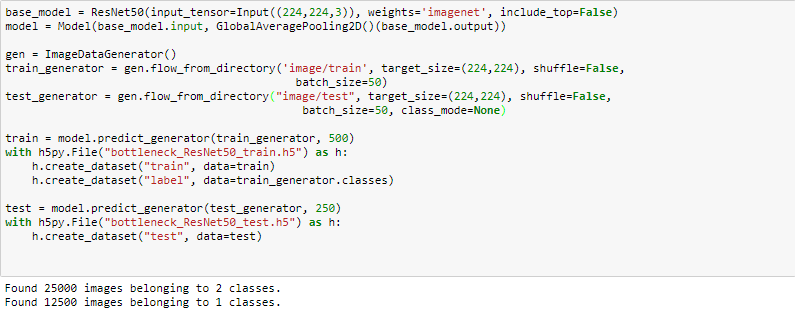 base_model = ResNet50(input_tensor=Input((224,224,3)), weights='imagenet', include_top=False)
model = Model(base_model.input, GlobalAveragePooling2D()(base_model.output))
gen = ImageDataGenerator()
train_generator = gen.flow_from_directory('image/train', target_size=(224,224), shuffle=False,
batch_size=50)
test_generator = gen.flow_from_directory("image/test", target_size=(224,224), shuffle=False,
batch_size=50, class_mode=None)
train = model.predict_generator(train_generator, 500)
with h5py.File("bottleneck_ResNet50_train.h5") as h:
h.create_dataset("train", data=train)
h.create_dataset("label", data=train_generator.classes)
test = model.predict_generator(test_generator, 250)
with h5py.File("bottleneck_ResNet50_test.h5") as h:
h.create_dataset("test", data=test)
Found 25000 images belonging to 2 classes.
Found 12500 images belonging to 1 classes.